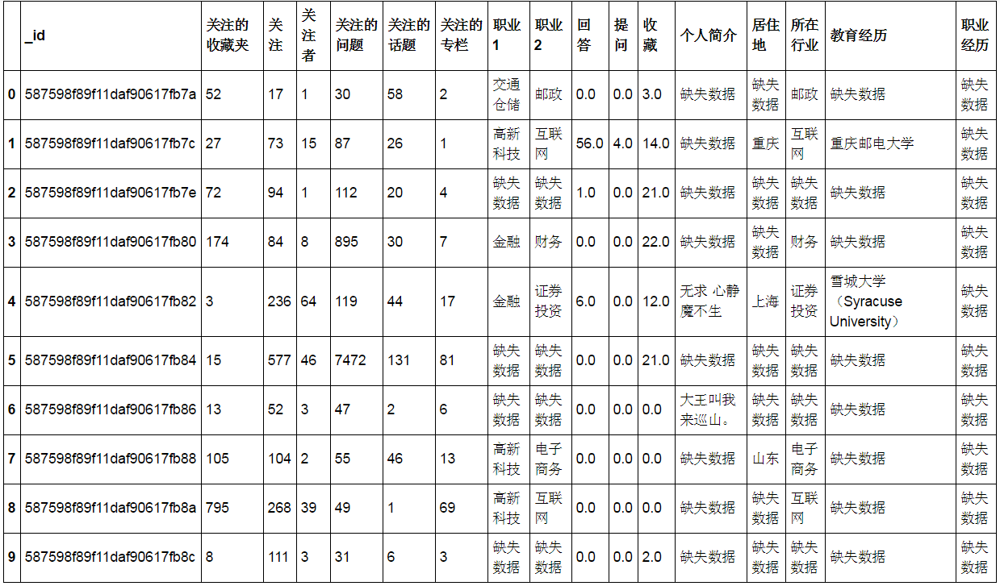 _id 关注的收藏夹 关注 关注者 关注的问题 关注的话题 关注的专栏 职业1 职业2 回答 提问 收藏 个人简介 居住地 所在行业 教育经历 职业经历
0 587598f89f11daf90617fb7a 52 17 1 30 58 2 交通仓储 邮政 0.0 0.0 3.0 缺失数据 缺失数据 邮政 缺失数据 缺失数据
1 587598f89f11daf90617fb7c 27 73 15 87 26 1 高新科技 互联网 56.0 4.0 14.0 缺失数据 重庆 互联网 重庆邮电大学 缺失数据
2 587598f89f11daf90617fb7e 72 94 1 112 20 4 缺失数据 缺失数据 1.0 0.0 21.0 缺失数据 缺失数据 缺失数据 缺失数据 缺失数据
3 587598f89f11daf90617fb80 174 84 8 895 30 7 金融 财务 0.0 0.0 22.0 缺失数据 缺失数据 财务 缺失数据 缺失数据
4 587598f89f11daf90617fb82 3 236 64 119 44 17 金融 证券投资 6.0 0.0 12.0 无求 心静魔不生 上海 证券投资 雪城大学（Syracuse University） 缺失数据
5 587598f89f11daf90617fb84 15 577 46 7472 131 81 缺失数据 缺失数据 0.0 0.0 21.0 缺失数据 缺失数据 缺失数据 缺失数据 缺失数据
6 587598f89f11daf90617fb86 13 52 3 47 2 6 缺失数据 缺失数据 0.0 0.0 0.0 大王叫我来巡山。 缺失数据 缺失数据 缺失数据 缺失数据
7 587598f89f11daf90617fb88 105 104 2 55 46 13 高新科技 电子商务 0.0 0.0 0.0 缺失数据 山东 电子商务 缺失数据 缺失数据
8 587598f89f11daf90617fb8a 795 268 39 49 1 69 高新科技 互联网 0.0 0.0 0.0 缺失数据 缺失数据 互联网 缺失数据 缺失数据
9 587598f89f11daf90617fb8c 8 111 3 31 6 3 缺失数据 缺失数据 0.0 0.0 2.0 缺失数据 缺失数据 缺失数据 缺失数据 缺失数据